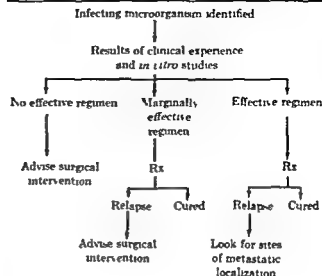 Infecting microorganism identified
Results of clinical experience
and in vitro studies
No effective regimen
Marginally
effective
regimen
Effective regimen
Advise surgical
intervention
Rx
Rx
Relapse
Cured
Relapse
Cured
Advise surgical
intervention
Look for sites
of metastatic
localization